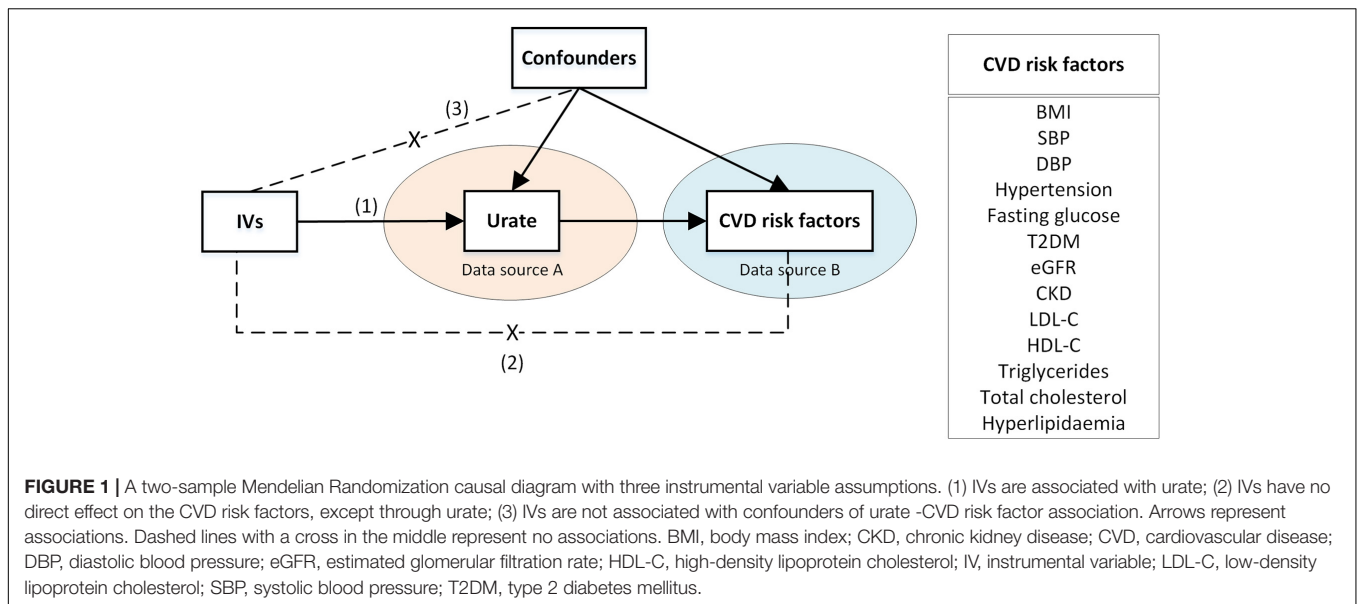 Confounders
(3)
X
IVs
(1)
Urate
CVD risk factors
Data source A
Data source B
X
(2)
CVD risk factors
BMI
SBP
DBP
Hypertension
Fasting glucose
T2DM
eGFR
CKD
LDL-C
HDL-C
Triglycerides
Total cholesterol
Hyperlipidaemia
FIGURE 1 | A two-sample Mendelian Randomization causal diagram with three instrumental variable assumptions. (1) IVs are associated with urate; (2) IVs have no
direct effect on the CVD risk factors, except through urate; (3) IVs are not associated with confounders of urate -CVD risk factor association. Arrows represent
associations. Dashed lines with a cross in the middle represent no associations. BMI, body mass index; CKD, chronic kidney disease; CVD, cardiovascular disease;
DBP, diastolic blood pressure; eGFR, estimated glomerular filtration rate; HDL-C, high-density lipoprotein cholesterol; IV, instrumental variable; LDL-C, low-density
lipoprotein cholesterol; SBP, systolic blood pressure; T2DM, type 2 diabetes mellitus.